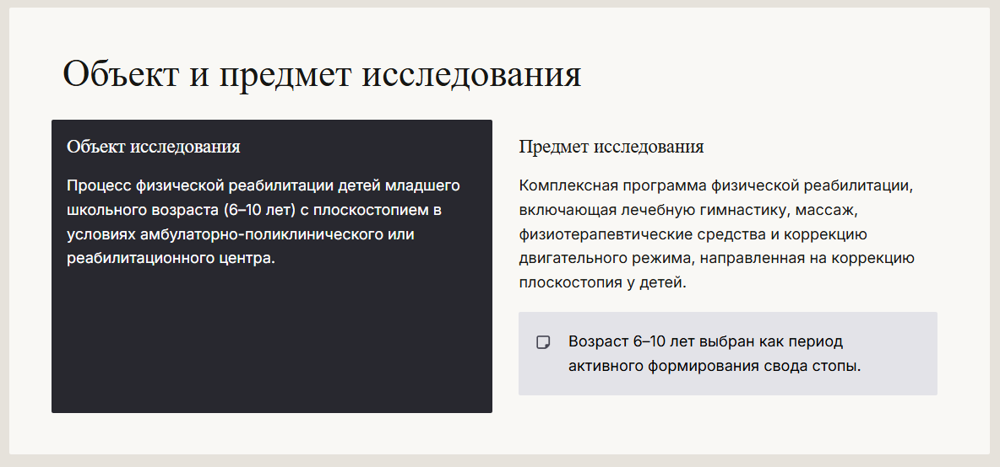 Объект и предмет исследования
Объект исследования
Процесс физической реабилитации детей младшего
школьного возраста (6–10 лет) с плоскостопием в
условиях амбулаторно-поликлинического или
реабилитационного центра.
Предмет исследования
Комплексная программа физической реабилитации,
включающая лечебную гимнастику, массаж,
физиотерапевтические средства и коррекцию
двигательного режима, направленная на коррекцию
плоскостопия у детей.
Возраст 6–10 лет выбран как период
активного формирования свода стопы.